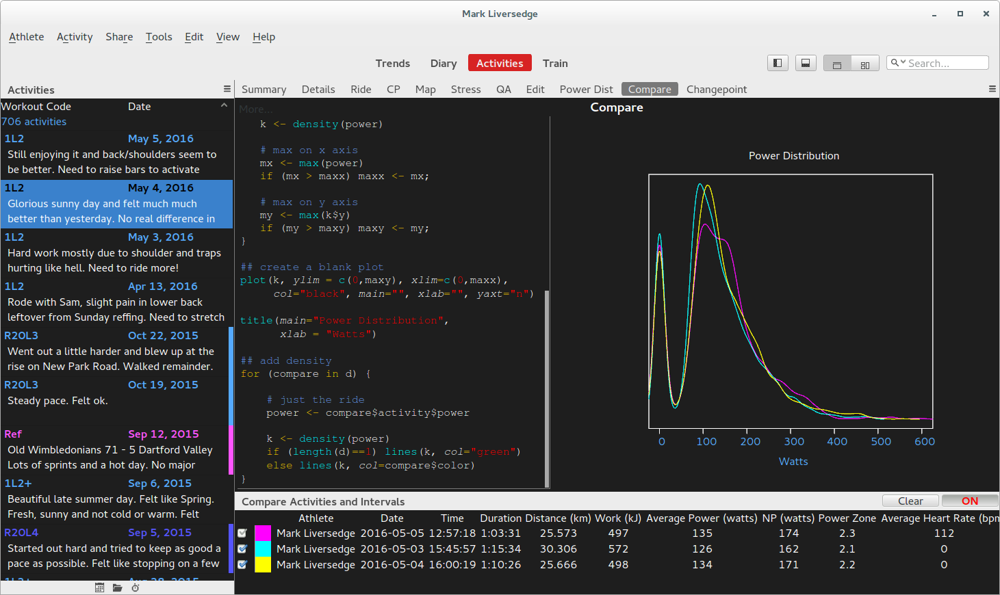 Mark Liversedge
Athlete Activity Share Tools Edit View Help
Trends Diary Activities Train
Search...
Activities
Summary Details Ride CP Map Stress QA Edit Power Dist Compare Changepoint
Workout Code Date
706 activities
1L2 May 5, 2016
Still enjoying it and back/shoulders seem to
be better. Need to raise bars to activate
1L2 May 4, 2016
Glorious sunny day and felt much much
better than yesterday. No real difference in
1L2 May 3, 2016
Hard work mostly due to shoulder and traps
hurting like hell. Need to ride more!
1L2 Apr 13, 2016
Rode with Sam, slight pain in lower back
leftover from Sunday reffing. Need to stretch
R20L3 Oct 22, 2015
Went out a little harder and blew up at the
rise on New Park Road. Walked remainder.
R20L3 Oct 19, 2015
Steady pace. Felt ok.
Ref Sep 12, 2015
Old Wimbledonians 71 - 5 Dartford Valley
Lots of sprints and a hot day. No major
1L2+ Sep 6, 2015
Beautiful late summer day. Felt like Spring.
Fresh, sunny and not cold or warm. Felt
R20L4 Sep 5, 2015
Started out hard and tried to keep as good a
pace as possible. Felt like stopping on a few
Compare
More...
k <- density(power)
# max on x axis
mx <- max(power)
if (mx > maxx) maxx <- mx;
# max on y axis
my <- max(k$y)
if (my > maxy) maxy <- my;
}
## create a blank plot
plot(k, ylim = c(0,maxy), xlim=c(0,maxx),
col="black", main="", xlab="", yaxt="n")
title(main="Power Distribution",
xlab = "Watts")
## add density
for (compare in d) {
# just the ride
power <- compare$activity$power
k <- density(power)
if (length(d)==1) lines(k, col="green")
else lines(k, col=compare$color)
}
Power Distribution
0 100 200 300 400 500 600
Watts
Compare Activities and Intervals
Clear ON
Athlete Date Time Duration Distance (km) Work (kJ) Average Power (watts) NP (watts) Power Zone Average Heart Rate (bpm
Mark Liversedge 2016-05-05 12:57:18 1:03:31 25.573 497 135 174 2.3 112
Mark Liversedge 2016-05-03 15:45:57 1:15:34 30.306 572 126 162 2.1 0
Mark Liversedge 2016-05-04 16:00:19 1:10:26 25.666 498 134 171 2.2 0